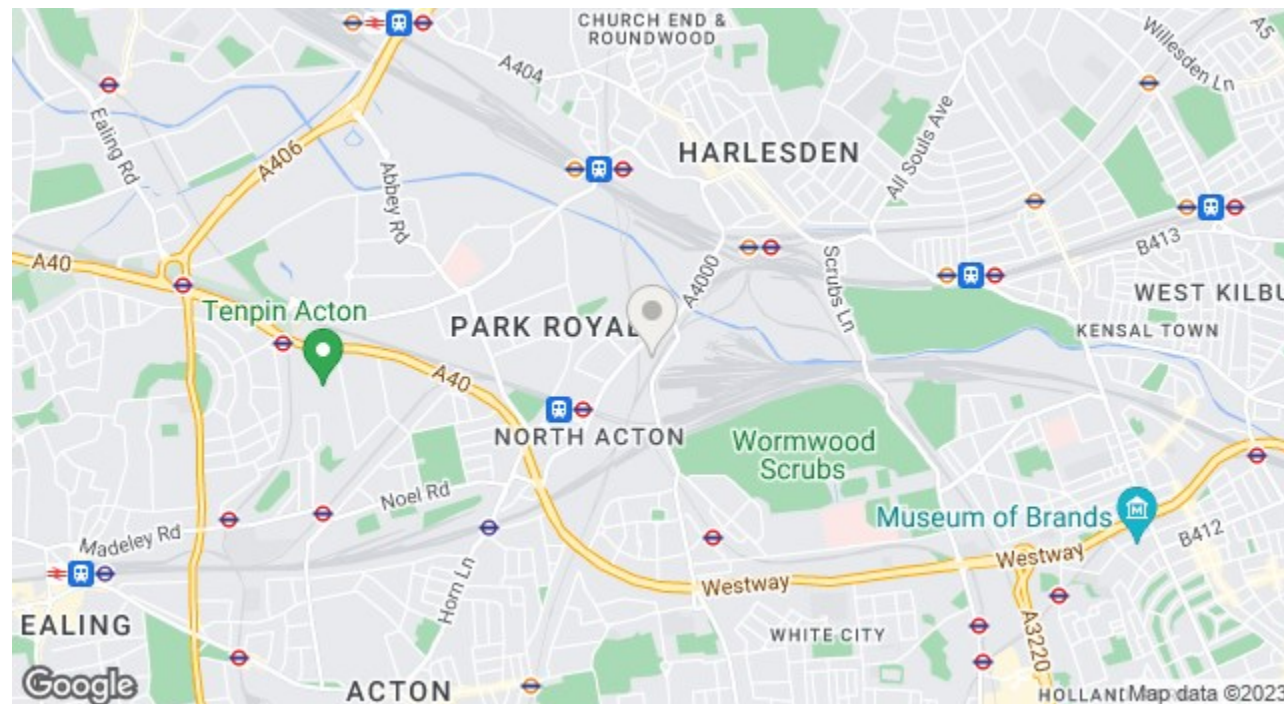 CHURCH END &
ROUNDWOOD
A404
Willesden Ln
A5
Ealing Rd
A406
Abbey Rd
HARLESDEN
All Souls Ave
A40
B413
A4000
Scrubs Ln
WEST KILBU
Tenpin Acton
PARK ROYAL
KENSAL TOWN
A40
NORTH ACTON
Wormwood
Scrubs
Noel Rd
Museum of Brands
M
B412
Madeley Rd
Horn Ln
Westway
Westway
EALING
WHITE CITY
A3220
Google
ACTON
HOLLAN
Map data ©2023